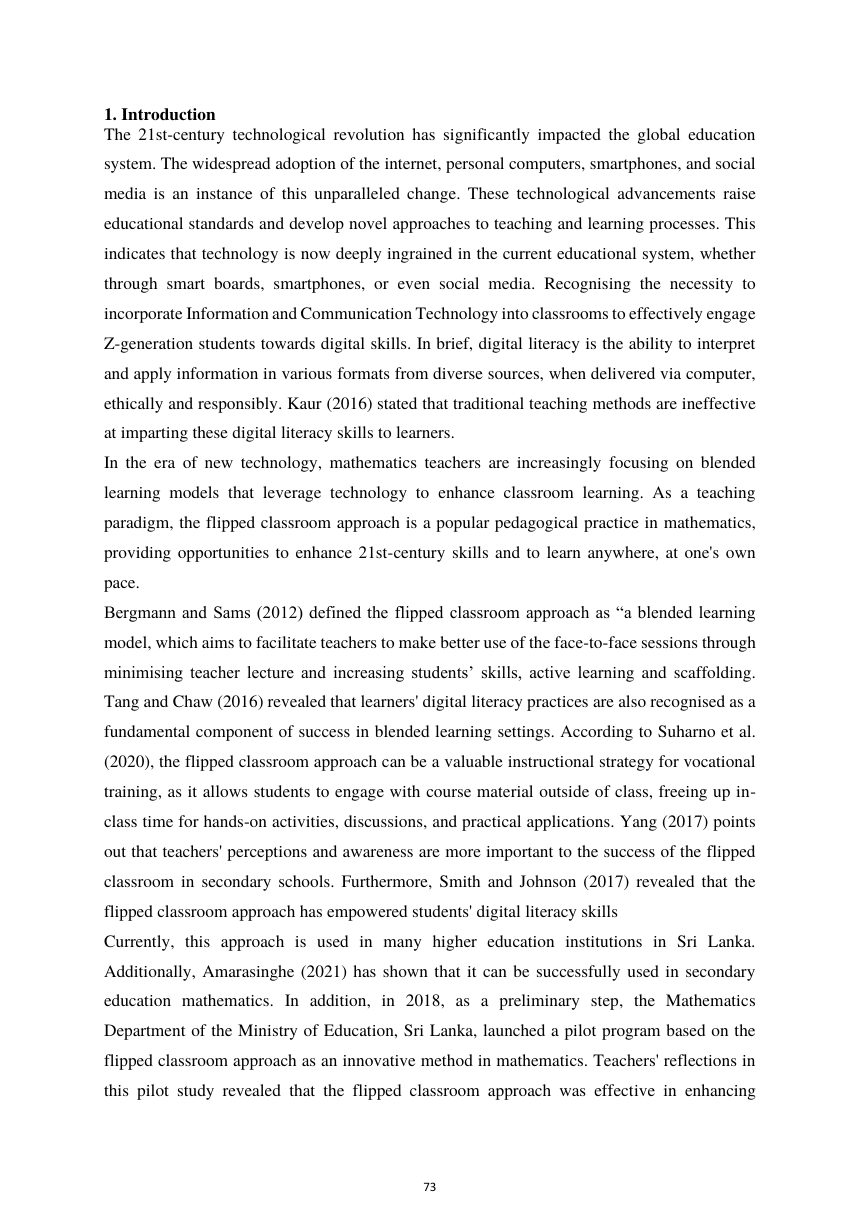 1. Introduction
The 21st-century technological revolution has significantly impacted the global education
system. The widespread adoption of the internet, personal computers, smartphones, and social
media is an instance of this unparalleled change. These technological advancements raise
educational standards and develop novel approaches to teaching and learning processes. This
indicates that technology is now deeply ingrained in the current educational system, whether
through smart boards, smartphones, or even social media. Recognising the necessity to
incorporate Information and Communication Technology into classrooms to effectively engage
Z-generation students towards digital skills. In brief, digital literacy is the ability to interpret
and apply information in various formats from diverse sources, when delivered via computer,
ethically and responsibly. Kaur (2016) stated that traditional teaching methods are ineffective
at imparting these digital literacy skills to learners.
In the era of new technology, mathematics teachers are increasingly focusing on blended
learning models that leverage technology to enhance classroom learning. As a teaching
paradigm, the flipped classroom approach is a popular pedagogical practice in mathematics,
providing opportunities to enhance 21st-century skills and to learn anywhere, at one's own
pace.
Bergmann and Sams (2012) defined the flipped classroom approach as “a blended learning
model, which aims to facilitate teachers to make better use of the face-to-face sessions through
minimising teacher lecture and increasing students’ skills, active learning and scaffolding.
Tang and Chaw (2016) revealed that learners' digital literacy practices are also recognised as a
fundamental component of success in blended learning settings. According to Suharno et al.
(2020), the flipped classroom approach can be a valuable instructional strategy for vocational
training, as it allows students to engage with course material outside of class, freeing up in-
class time for hands-on activities, discussions, and practical applications. Yang (2017) points
out that teachers' perceptions and awareness are more important to the success of the flipped
classroom in secondary schools. Furthermore, Smith and Johnson (2017) revealed that the
flipped classroom approach has empowered students' digital literacy skills
Currently, this approach is used in many higher education institutions in Sri Lanka.
Additionally, Amarasinghe (2021) has shown that it can be successfully used in secondary
education mathematics. In addition, in 2018, as a preliminary step, the Mathematics
Department of the Ministry of Education, Sri Lanka, launched a pilot program based on the
flipped classroom approach as an innovative method in mathematics. Teachers' reflections in
this pilot study revealed that the flipped classroom approach was effective in enhancing
73